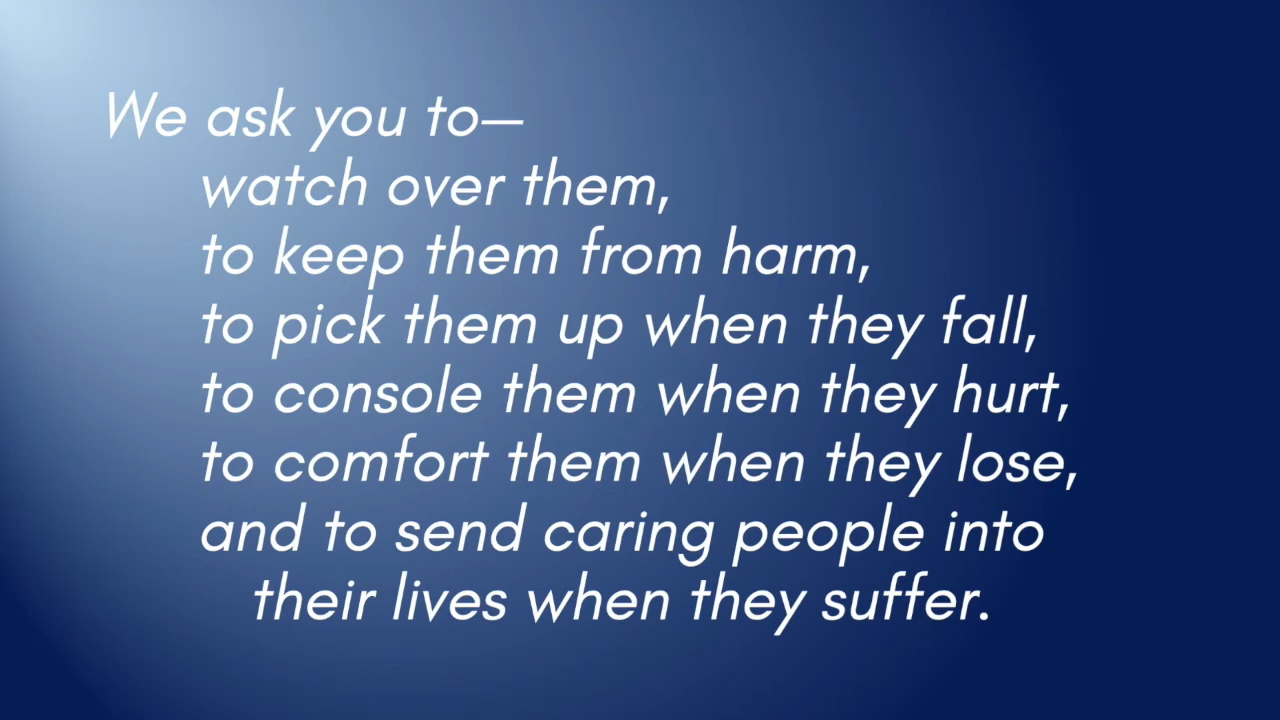 We ask you to—
watch over them,
to keep them from harm,
to pick them up when they fall,
to console them when they hurt,
to comfort them when they lose,
and to send caring people into
their lives when they suffer.